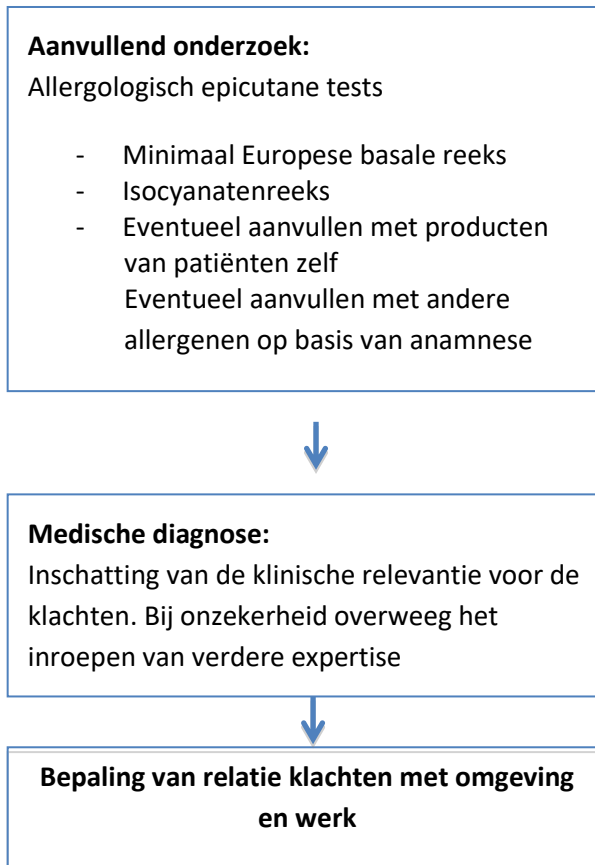 Aanvullend onderzoek:
Allergologisch epicutane tests
- Minimaal Europese basale reeks
- Isocyanatenreeks
- Eventueel aanvullen met producten
van patiënten zelf
Eventueel aanvullen met andere
allergenen op basis van anamnese
Medische diagnose:
Inschatting van de klinische relevantie voor de
klachten. Bij onzekerheid overweeg het
inroepen van verdere expertise
Bepaling van relatie klachten met omgeving
en werk